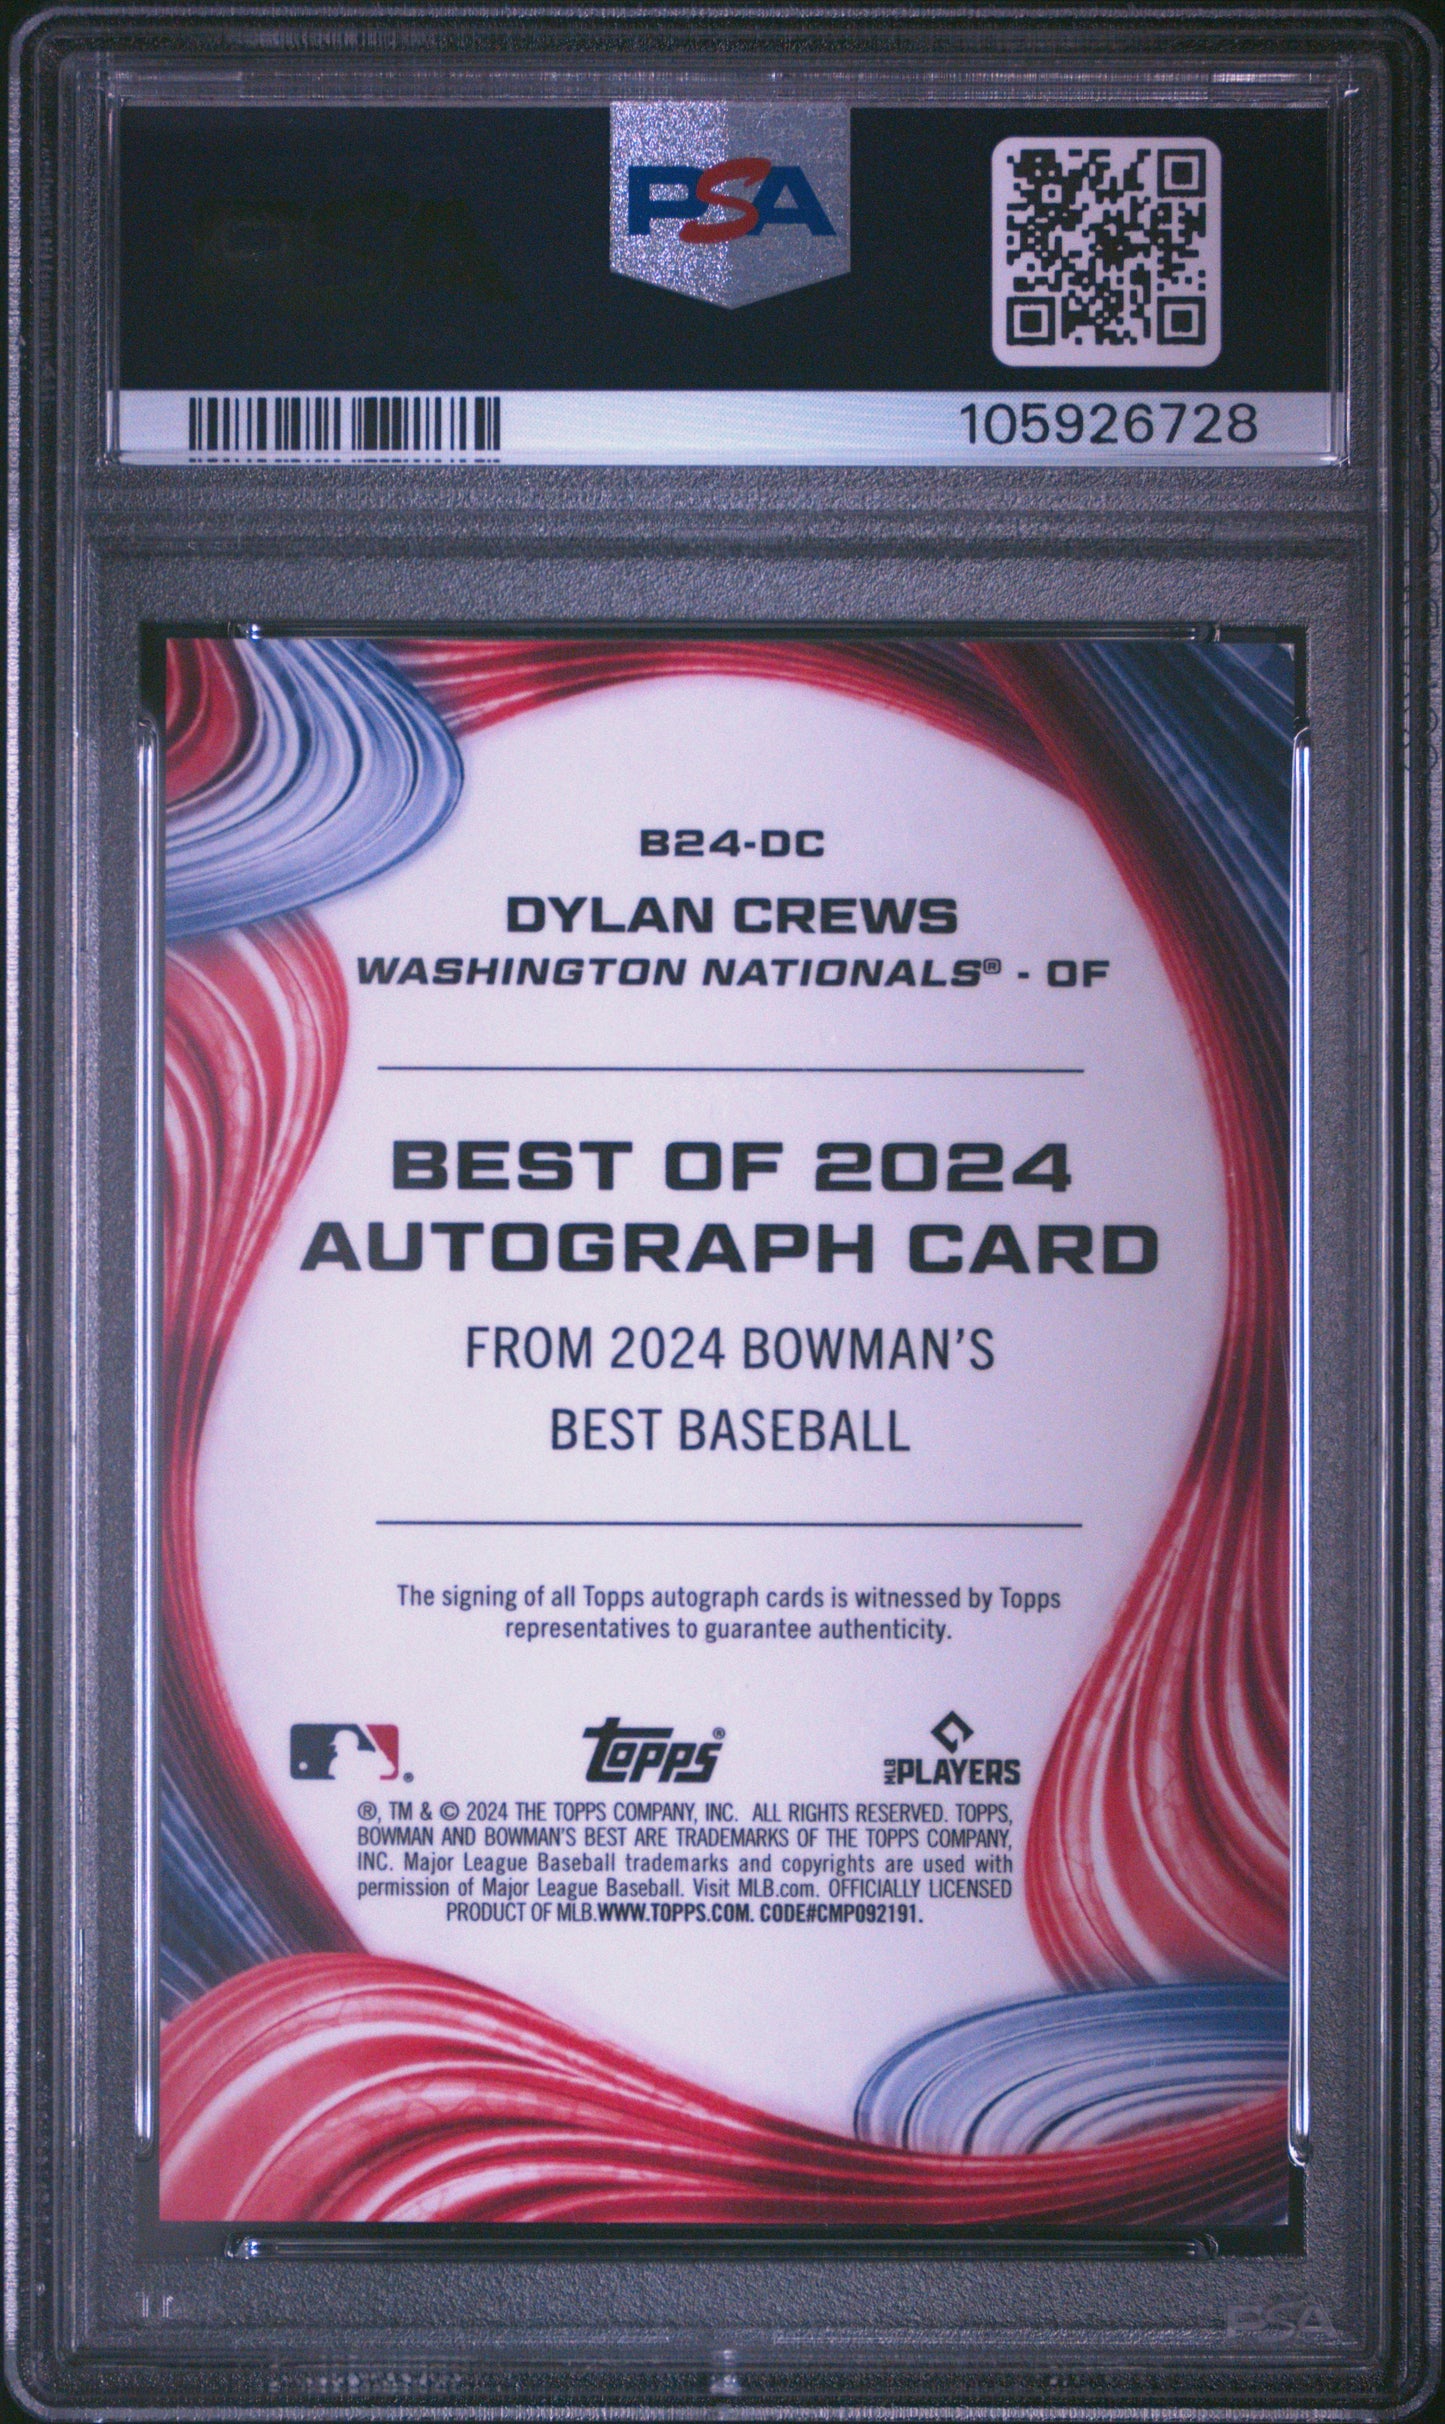 PSA
105926728
B24-DC
DYLAN CREWS
WASHINGTON NATIONALS® - OF
BEST OF 2024
AUTOGRAPH CARD
FROM 2024 BOWMAN'S
BEST BASEBALL
The signing of all Topps autograph cards is witnessed by Topps
representatives to guarantee authenticity.
® topps® MLB PLAYERS
®, TM & © 2024 THE TOPPS COMPANY, INC. ALL RIGHTS RESERVED. TOPPS,
BOWMAN AND BOWMAN'S BEST ARE TRADEMARKS OF THE TOPPS COMPANY,
INC. Major League Baseball trademarks and copyrights are used with
permission of Major League Baseball. Visit MLB.com. OFFICIALLY LICENSED
PRODUCT OF MLB.WWW.TOPPS.COM. CODE#CMP092191.
PSA